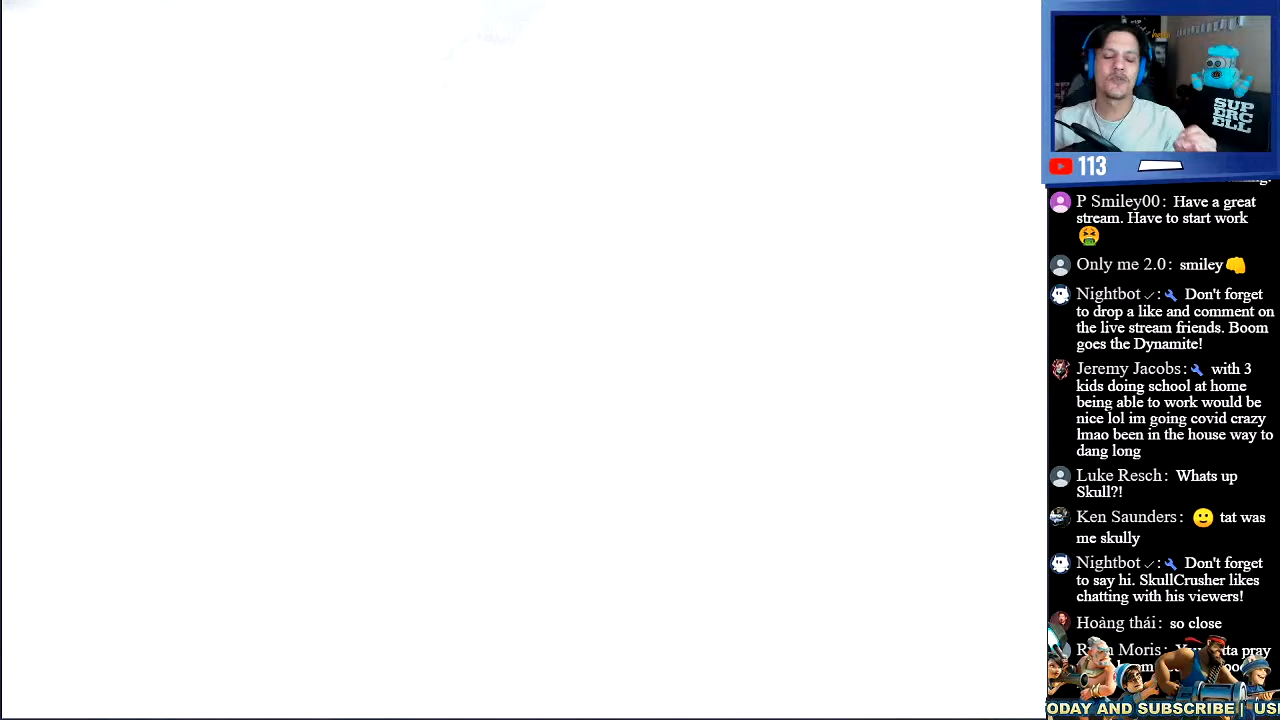 SUP
ERC
ELL
113
P Smiley00: Have a great
stream. Have to start work
Only me 2.0: smiley
Nightbot: Don't forget
to drop a like and comment on
the live stream friends. Boom
goes the Dynamite!
Jeremy Jacobs: with 3
kids doing school at home
being able to work would be
nice lol im going covid crazy
lmao been in the house way to
dang long
Luke Resch: Whats up
Skull?!
Ken Saunders: tat was
me skully
Nightbot: Don't forget
to say hi. SkullCrusher likes
chatting with his viewers!
Hoàng thái: so close
Moris: pray
ODAY AND SUBSCRIBE | US